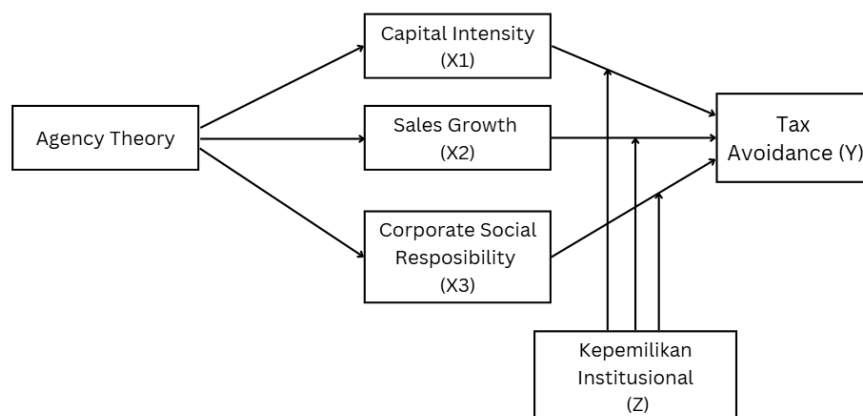 Agency Theory
Capital Intensity
(X1)
Sales Growth
(X2)
Corporate Social
Resposibility
(X3)
Tax
Avoidance (Y)
Kepemilikan
Institusional
(Z)